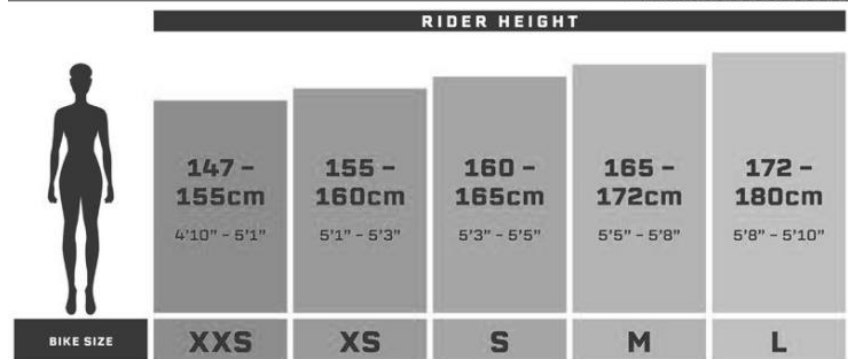 RIDER HEIGHT
147 – 155 – 160 – 165 – 172 –
155cm 160cm 165cm 172cm 180cm
4'10" – 5'1" 5'1" – 5'3" 5'3" – 5'5" 5'5" – 5'8" 5'8" – 5'10"
BIKE SIZE XXS XS S M L